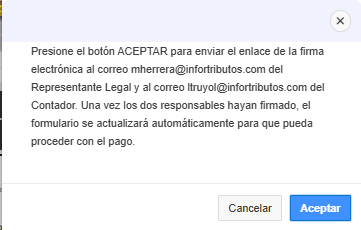 Presione el botón ACEPTAR para enviar el enlace de la firma
electrónica al correo mherrera@infortributos.com del
Representante Legal y al correo ltruyol@infortributos.com del
Contador. Una vez los dos responsables hayan firmado, el
formulario se actualizará automáticamente para que pueda
proceder con el pago.
Cancelar
Aceptar